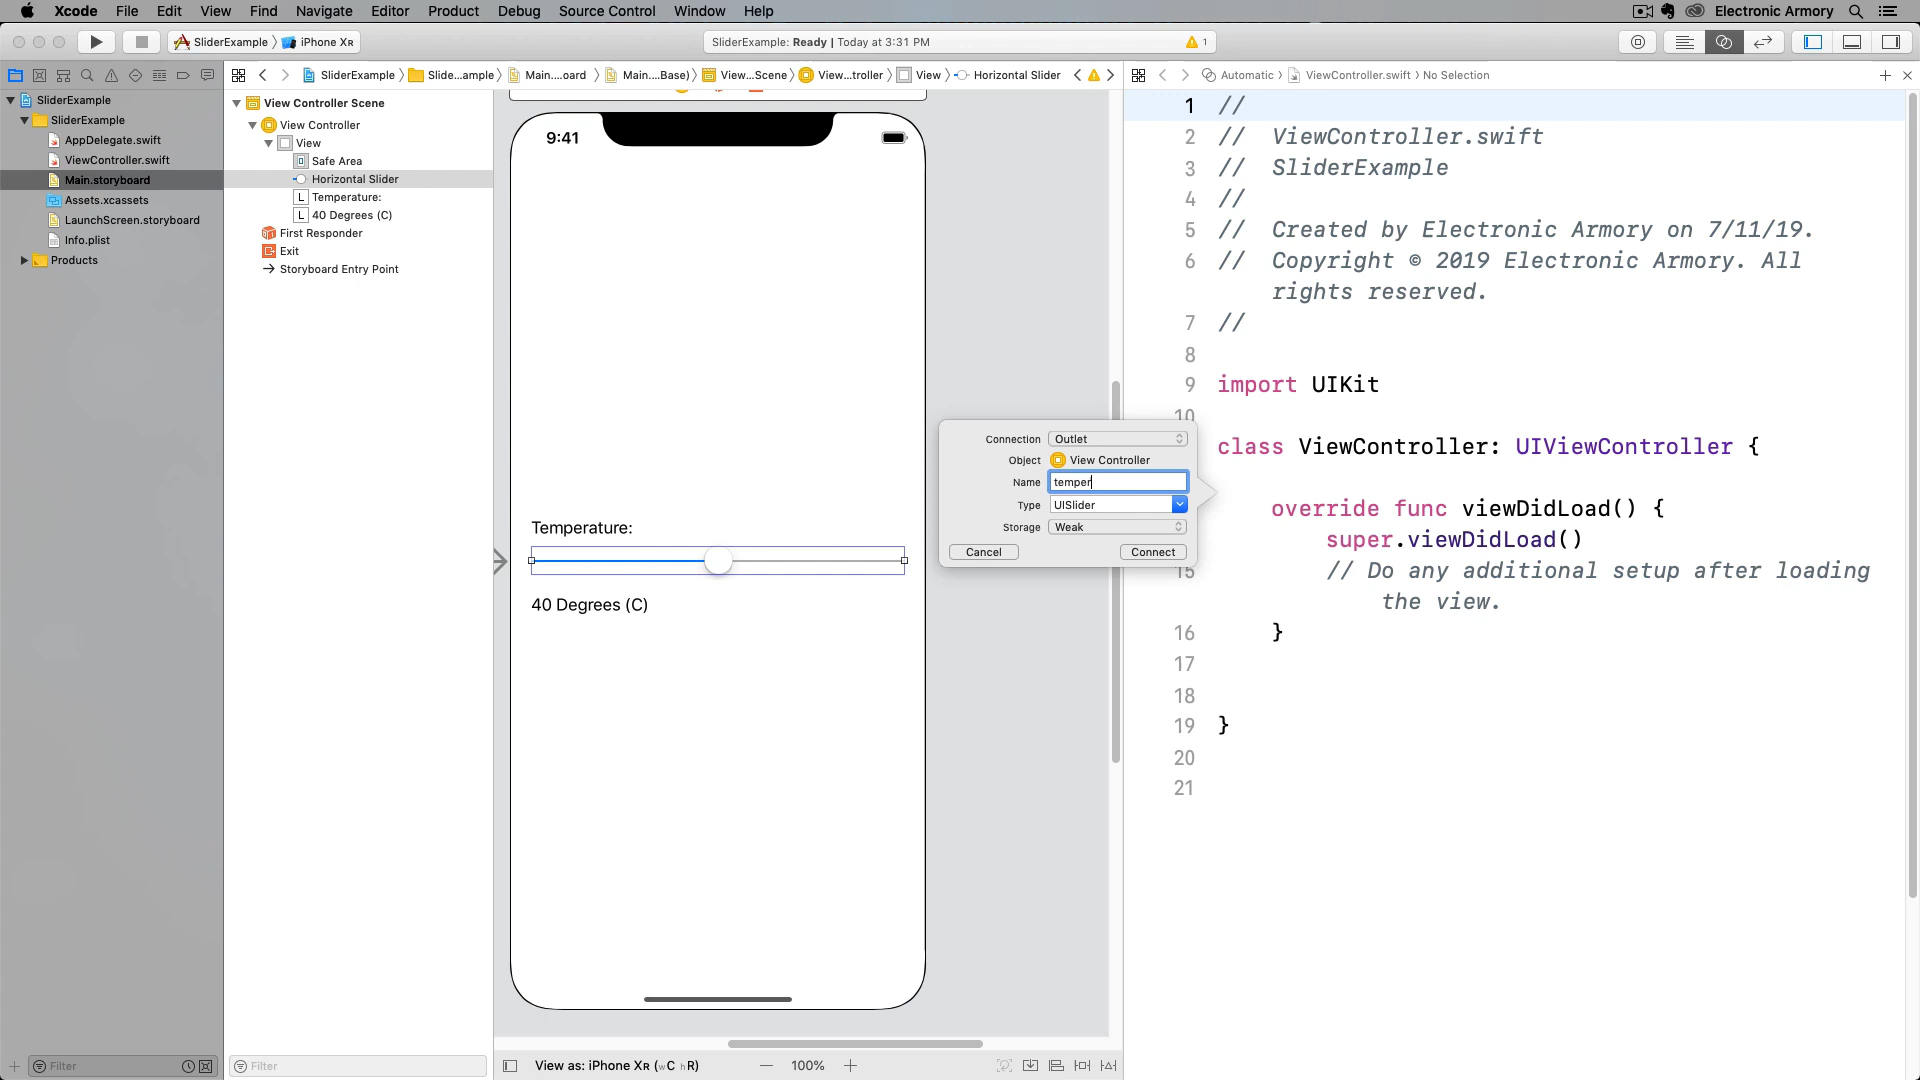 Xcode File Edit View Find Navigate Editor Product Debug Source Control Window Help
Electronic Armory
SliderExample iPhone XR
SliderExample: Ready | Today at 3:31 PM
1
SliderExample
SliderExample
AppDelegate.swift
ViewController.swift
Main.storyboard
Assets.xcassets
LaunchScreen.storyboard
Info.plist
Products
Filter
SliderExample Slide...ample Main....oard Main....Base) View...Scene View...troller View Horizontal Slider
View Controller Scene
View Controller
View
Safe Area
Horizontal Slider
L Temperature:
L 40 Degrees (C)
First Responder
Exit
Storyboard Entry Point
Filter
9:41
Temperature:
40 Degrees (C)
View as: iPhone XR (wC hR)
100%
Connection Outlet
Object View Controller
Name temper
Type UISlider
Storage Weak
Cancel Connect
Automatic ViewController.swift No Selection
1 //
2 //  ViewController.swift
3 //  SliderExample
4 //
5 //  Created by Electronic Armory on 7/11/19.
6 //  Copyright © 2019 Electronic Armory. All
rights reserved.
7 //
8
9 import UIKit
10
class ViewController: UIViewController {
override func viewDidLoad() {
super.viewDidLoad()
15 // Do any additional setup after loading
the view.
16 }
17
18
19 }
20
21